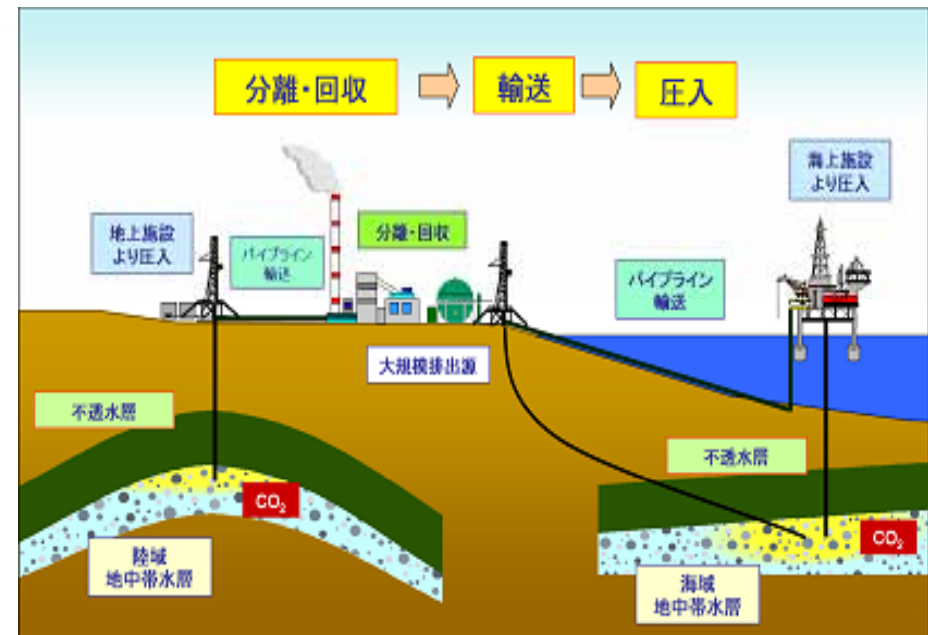 分離・回収
輸送
圧入
海上施設
より圧入
地上施設
より圧入
パイプライン
輸送
分離・回収
パイプライン
輸送
大規模排出源
不透水層
不透水層
CO₂
CO₂
陸域
地中帯水層
海域
地中帯水層